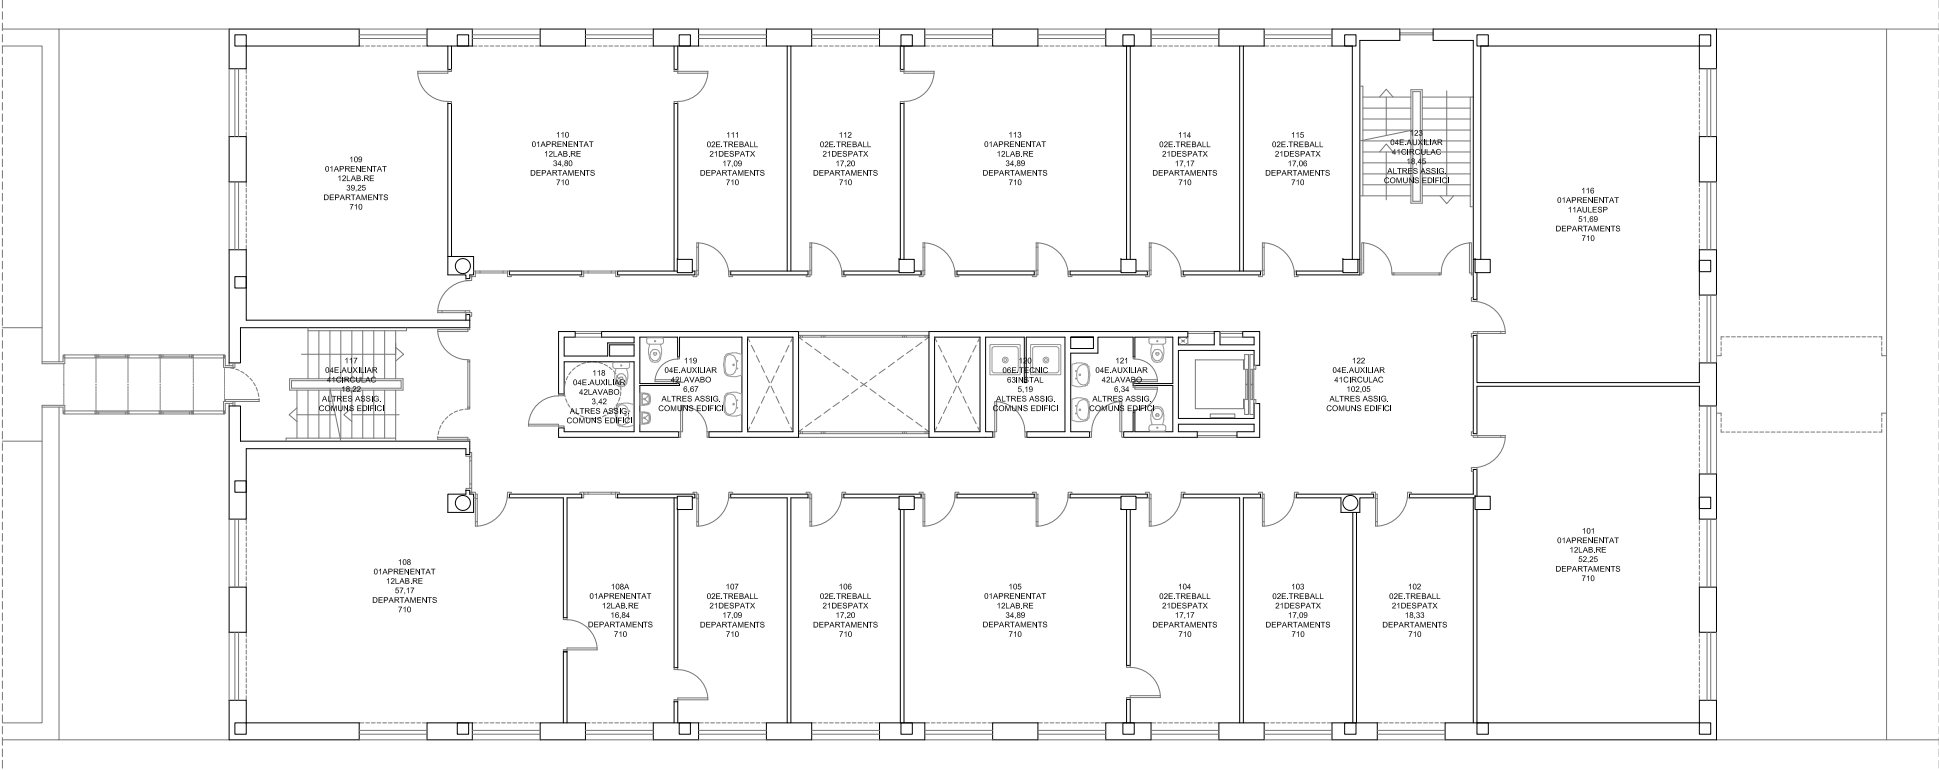 109
01APRENENTAT
12LAB.RE
39,25
DEPARTAMENTS
710
110
01APRENENTAT
12LAB.RE
34,80
DEPARTAMENTS
710
111
02E.TREBALL
21DESPATX
17,09
DEPARTAMENTS
710
112
02E.TREBALL
21DESPATX
17,20
DEPARTAMENTS
710
113
01APRENENTAT
12LAB.RE
34,89
DEPARTAMENTS
710
114
02E.TREBALL
21DESPATX
17,17
DEPARTAMENTS
710
115
02E.TREBALL
21DESPATX
17,06
DEPARTAMENTS
710
123
04E.AUXILIAR
41CIRCULAC
18,45
ALTRES ASSIG.
COMUNS EDIFICI
116
01APRENENTAT
11AULESP
51,69
DEPARTAMENTS
710
117
04E.AUXILIAR
41CIRCULAC
18,22
ALTRES ASSIG.
COMUNS EDIFICI
118
04E.AUXILIAR
42LAVABO
3,42
ALTRES ASSIG.
COMUNS EDIFICI
119
04E.AUXILIAR
42LAVABO
6,67
ALTRES ASSIG.
COMUNS EDIFICI
120
06E.TECNIC
63INSTAL
5,19
ALTRES ASSIG.
COMUNS EDIFICI
121
04E.AUXILIAR
42LAVABO
6,34
ALTRES ASSIG.
COMUNS EDIFICI
122
04E.AUXILIAR
41CIRCULAC
102,05
ALTRES ASSIG.
COMUNS EDIFICI
108
01APRENENTAT
12LAB.RE
57,17
DEPARTAMENTS
710
108A
01APRENENTAT
12LAB.RE
16,84
DEPARTAMENTS
710
107
02E.TREBALL
21DESPATX
17,09
DEPARTAMENTS
710
106
02E.TREBALL
21DESPATX
17,20
DEPARTAMENTS
710
105
01APRENENTAT
12LAB.RE
34,89
DEPARTAMENTS
710
104
02E.TREBALL
21DESPATX
17,17
DEPARTAMENTS
710
103
02E.TREBALL
21DESPATX
17,09
DEPARTAMENTS
710
102
02E.TREBALL
21DESPATX
18,33
DEPARTAMENTS
710
101
01APRENENTAT
12LAB.RE
52,25
DEPARTAMENTS
710